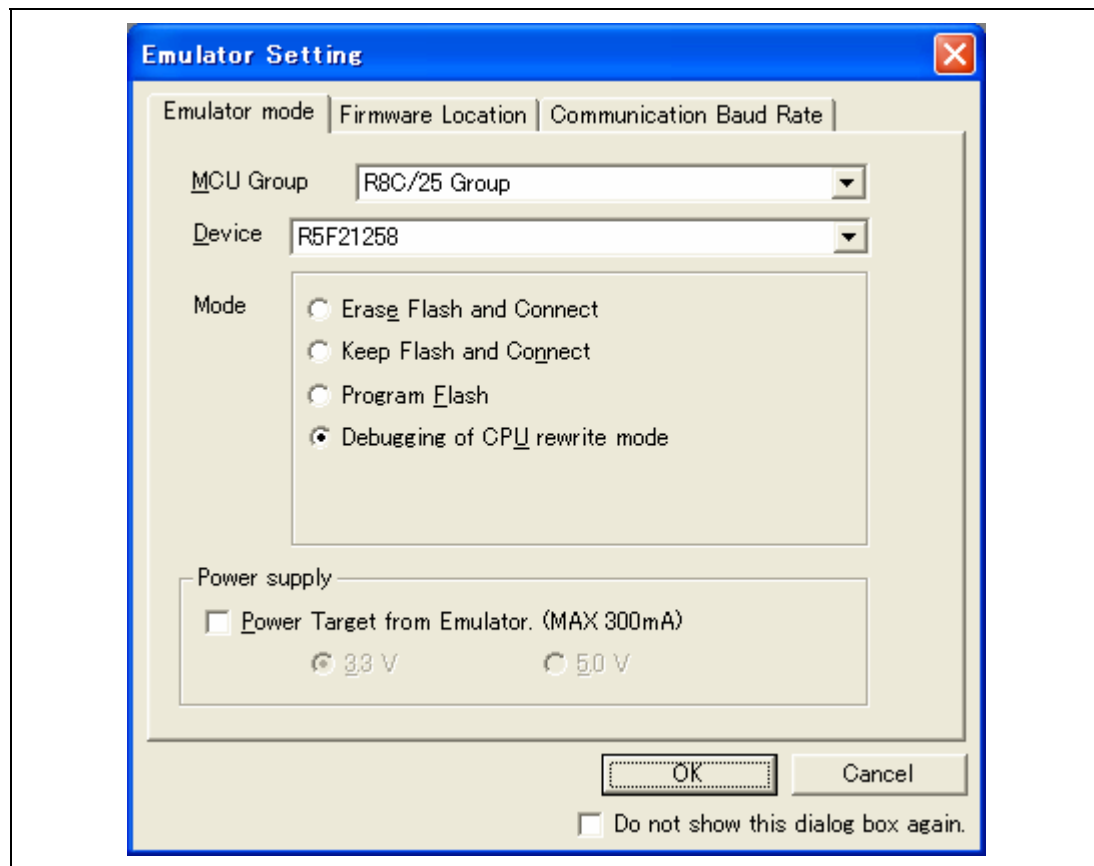 Emulator Setting
Emulator mode
Firmware Location
Communication Baud Rate
MCU Group
R8C/25 Group
Device
R5F21258
Mode
Erase Flash and Connect
Keep Flash and Connect
Program Flash
Debugging of CPU rewrite mode
Power supply
Power Target from Emulator. (MAX 300mA)
3.3 V
5.0 V
OK
Cancel
Do not show this dialog box again.